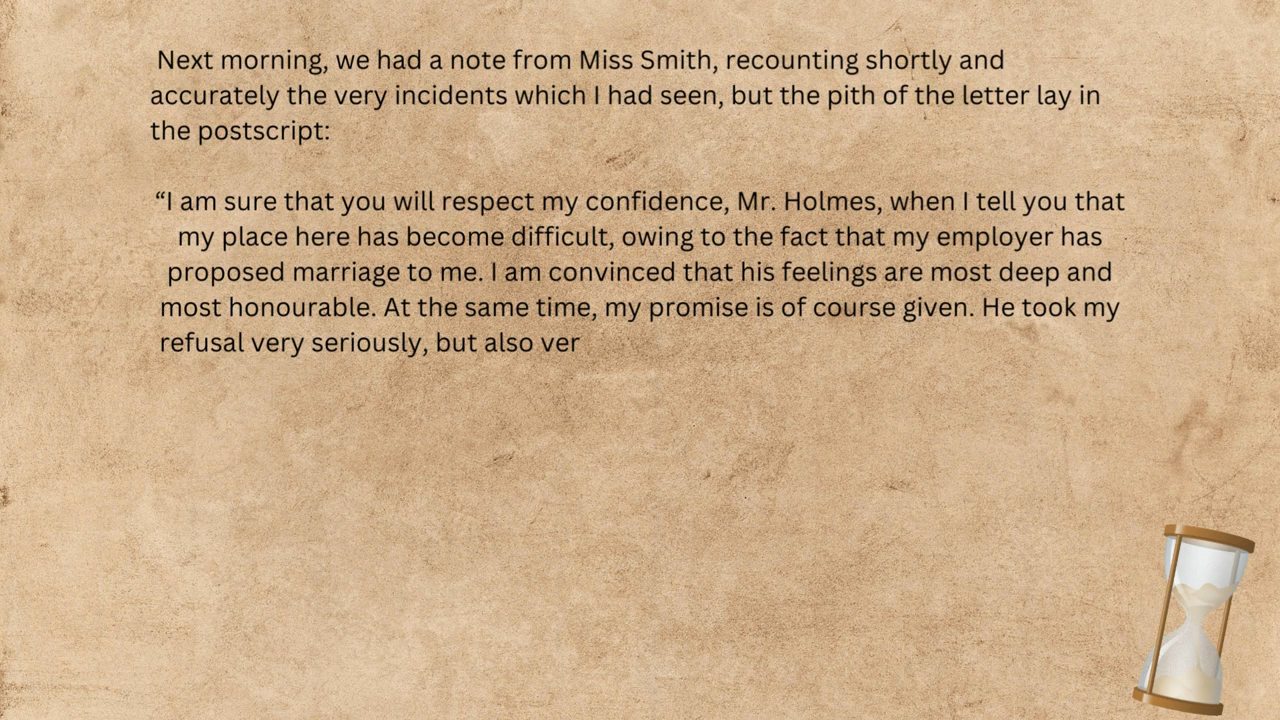 Next morning, we had a note from Miss Smith, recounting shortly and
accurately the very incidents which I had seen, but the pith of the letter lay in
the postscript:
“I am sure that you will respect my confidence, Mr. Holmes, when I tell you that
my place here has become difficult, owing to the fact that my employer has
proposed marriage to me. I am convinced that his feelings are most deep and
most honourable. At the same time, my promise is of course given. He took my
refusal very seriously, but also ver